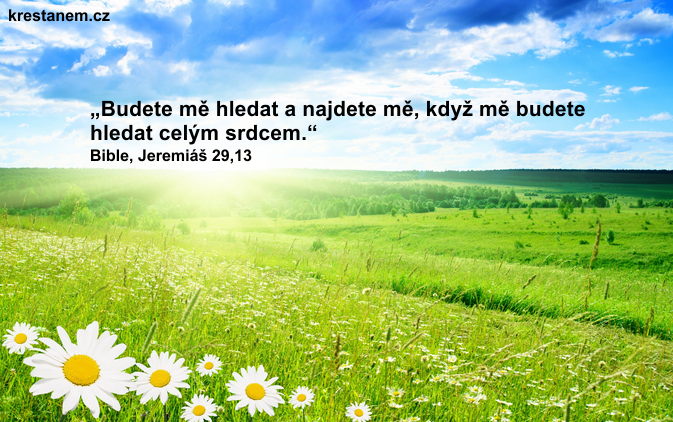 krestanem.cz
„Budete mě hledat a najdete mě, když mě budete
hledat celým srdcem.“
Bible, Jeremiáš 29,13